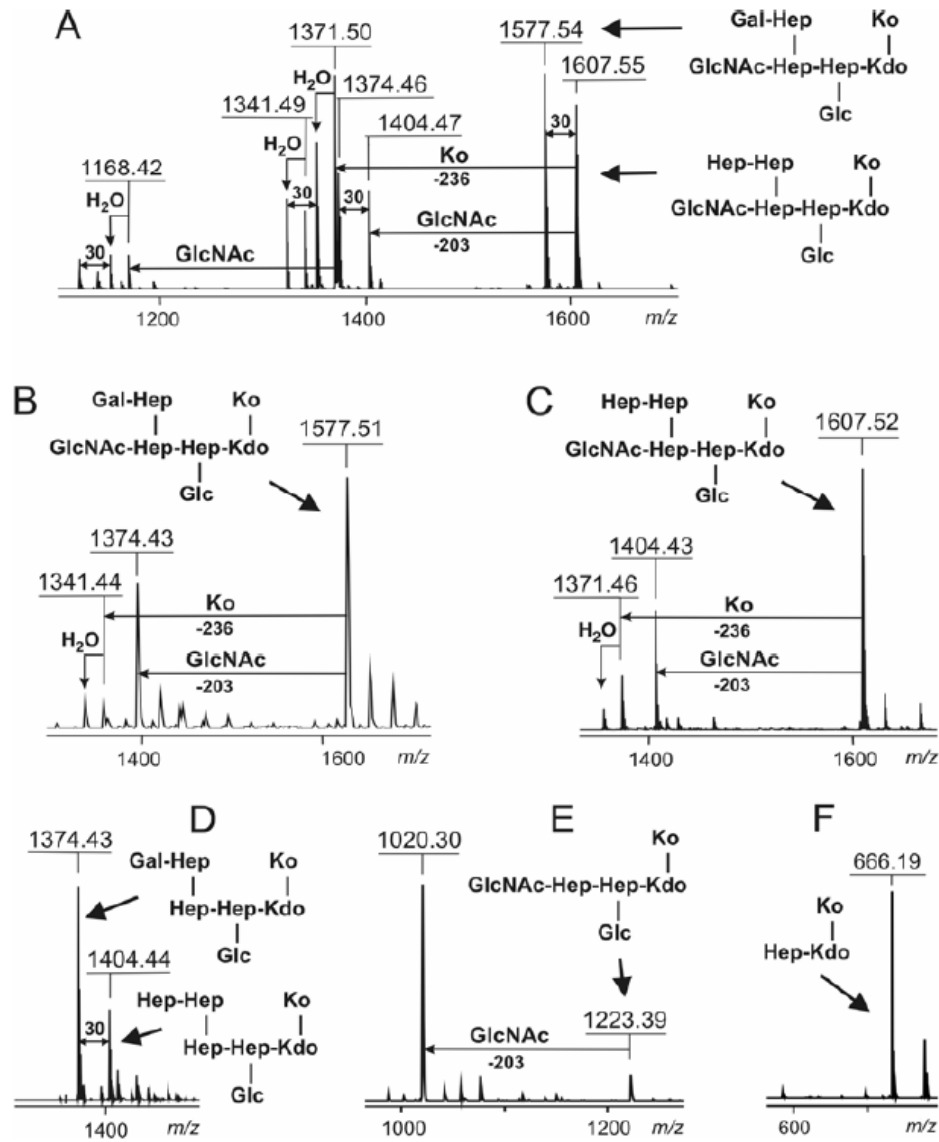 A
1371.50
1577.54
Gal-Hep Ko
GlcNAc-Hep-Hep-Kdo
Glc
H₂O
1374.46
1607.55
1341.49
H₂O
1404.47
30
1168.42
30
Ko
-236
30
Hep-Hep Ko
GlcNAc-Hep-Hep-Kdo
Glc
H₂O
30
GlcNAc
GlcNAc
-203
1200 1400 1600 m/z
B
Gal-Hep Ko
1577.51
GlcNAc-Hep-Hep-Kdo
Glc
1374.43
1341.44
Ko
-236
H₂O
GlcNAc
-203
1400 1600 m/z
C
Hep-Hep Ko
1607.52
GlcNAc-Hep-Hep-Kdo
Glc
1404.43
1371.46
Ko
-236
H₂O
GlcNAc
-203
1400 1600 m/z
D
1374.43
Gal-Hep Ko
Hep-Hep-Kdo
Glc
1404.44
Hep-Hep Ko
30
Hep-Hep-Kdo
Glc
1400 m/z
E
1020.30
Ko
GlcNAc-Hep-Hep-Kdo
Glc
GlcNAc
-203
1223.39
1000 1200 m/z
F
666.19
Ko
Hep-Kdo
600 m/z